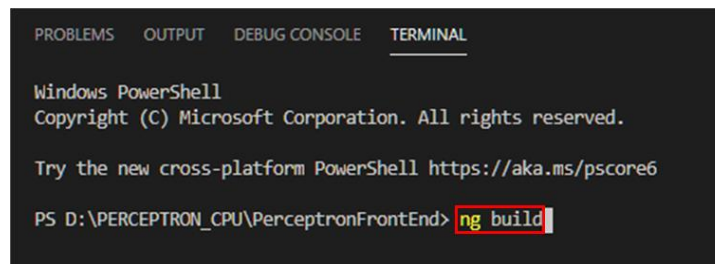 PROBLEMS OUTPUT DEBUG CONSOLE TERMINAL
Windows PowerShell
Copyright (C) Microsoft Corporation. All rights reserved.
Try the new cross-platform PowerShell https://aka.ms/pscore6
PS D:\PERCEPTRON_CPU\PerceptronFrontEnd> ng build